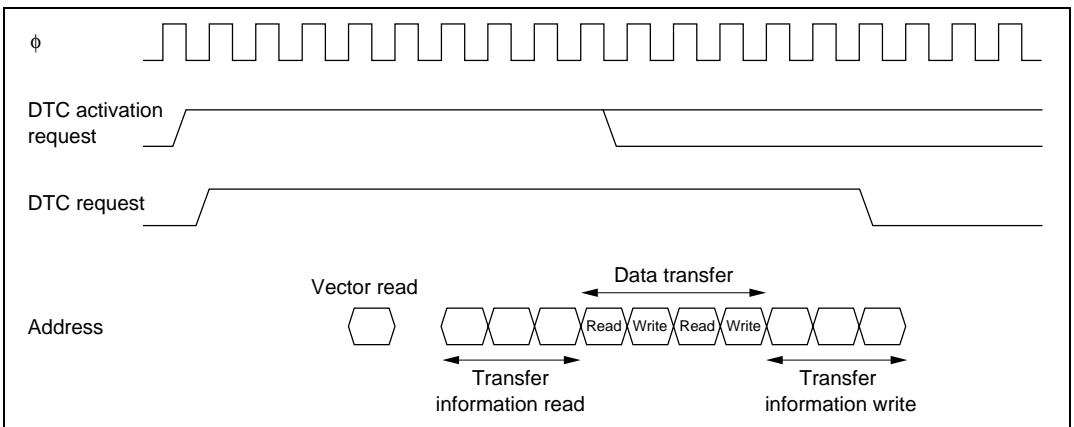 φ
DTC activation
request
DTC request
Data transfer
Vector read
Address
Read Write Read Write
Transfer
information read
Transfer
information write